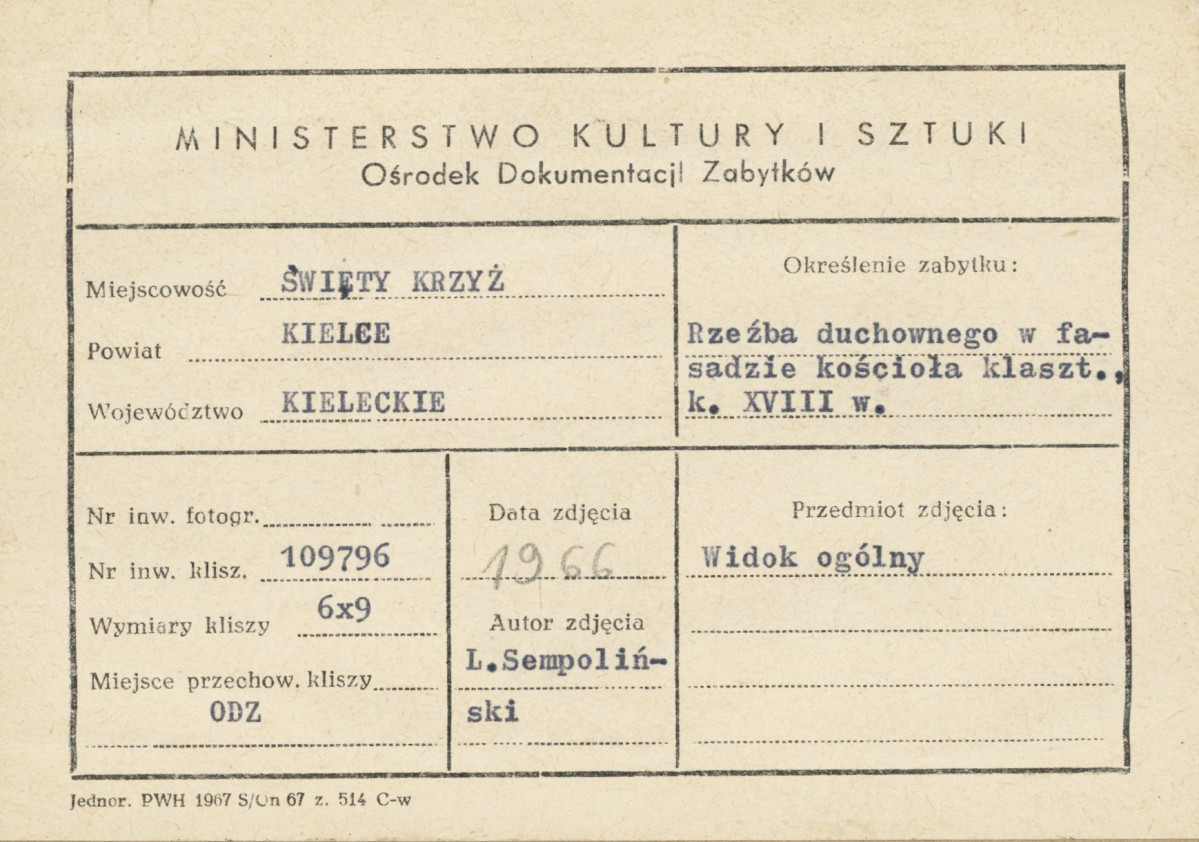 MINISTERSTWO KULTURY I SZTUKI
Ośrodek Dokumentacji Zabytków
Miejscowość ŚWIĘTY KRZYŻ
Powiat KIELCE
Województwo KIELECKIE
Określenie zabytku:
Rzeźba duchownego w fa-
sadzie kościoła klaszt.,
k. XVIII w.
Nr inw. fotogr.
Nr inw. klisz. 109796
Wymiary kliszy 6x9
Miejsce przechow. kliszy
ODZ
Data zdjęcia
1966
Autor zdjęcia
L.Sempoliń-
ski
Przedmiot zdjęcia:
Widok ogólny
Jednor. PWH 1967 S/On 67 z. 514 C-w